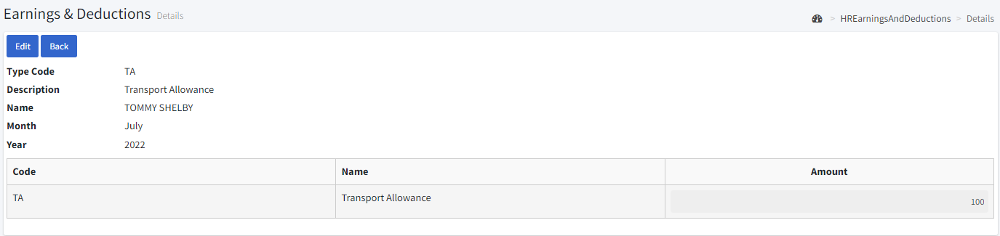 Earnings & Deductions Details
> HREarningsAndDeductions > Details
Edit Back
Type Code TA
Description Transport Allowance
Name TOMMY SHELBY
Month July
Year 2022
Code Name Amount
TA Transport Allowance 100